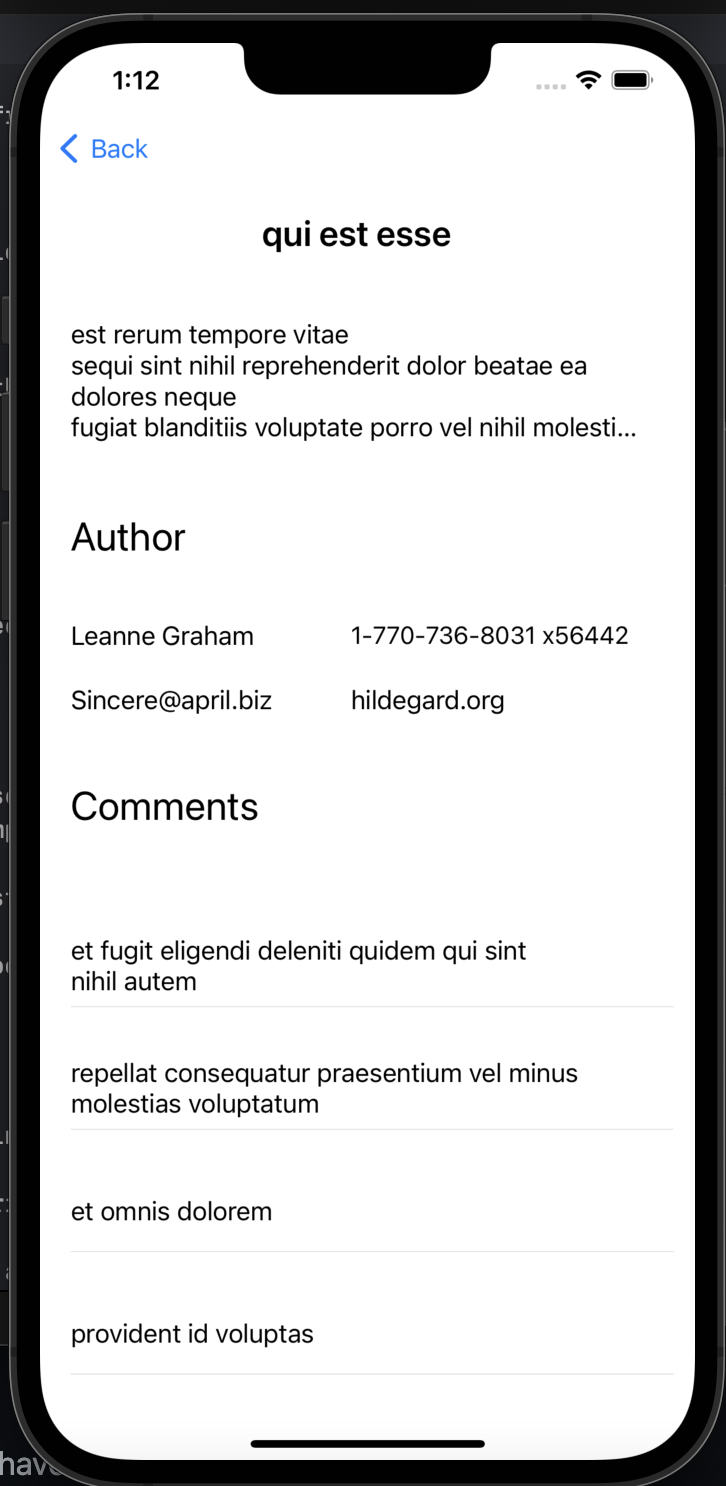 1:12
Back
qui est esse
est rerum tempore vitae
sequi sint nihil reprehenderit dolor beatae ea
dolores neque
fugiat blanditiis voluptate porro vel nihil molesti...
Author
Leanne Graham 1-770-736-8031 x56442
Sincere@april.biz hildegard.org
Comments
et fugit eligendi deleniti quidem qui sint
nihil autem
repellat consequatur praesentium vel minus
molestias voluptatum
et omnis dolorem
provident id voluptas